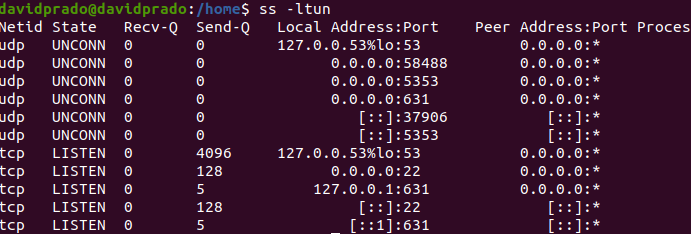 davidprado@davidprado:/home$ ss -ltun
Netid State Recv-Q Send-Q Local Address:Port Peer Address:Port Proces
udp UNCONN 0 0 127.0.0.53%lo:53 0.0.0.0:*
udp UNCONN 0 0 0.0.0.0:58488 0.0.0.0:*
udp UNCONN 0 0 0.0.0.0:5353 0.0.0.0:*
udp UNCONN 0 0 0.0.0.0:631 0.0.0.0:*
udp UNCONN 0 0 [::]:37906 [::]:*
udp UNCONN 0 0 [::]:5353 [::]:*
tcp LISTEN 0 4096 127.0.0.53%lo:53 0.0.0.0:*
tcp LISTEN 0 128 0.0.0.0:22 0.0.0.0:*
tcp LISTEN 0 5 127.0.0.1:631 0.0.0.0:*
tcp LISTEN 0 128 [::]:22 [::]:*
tcp LISTEN 0 5 [::1]:631 [::]:*